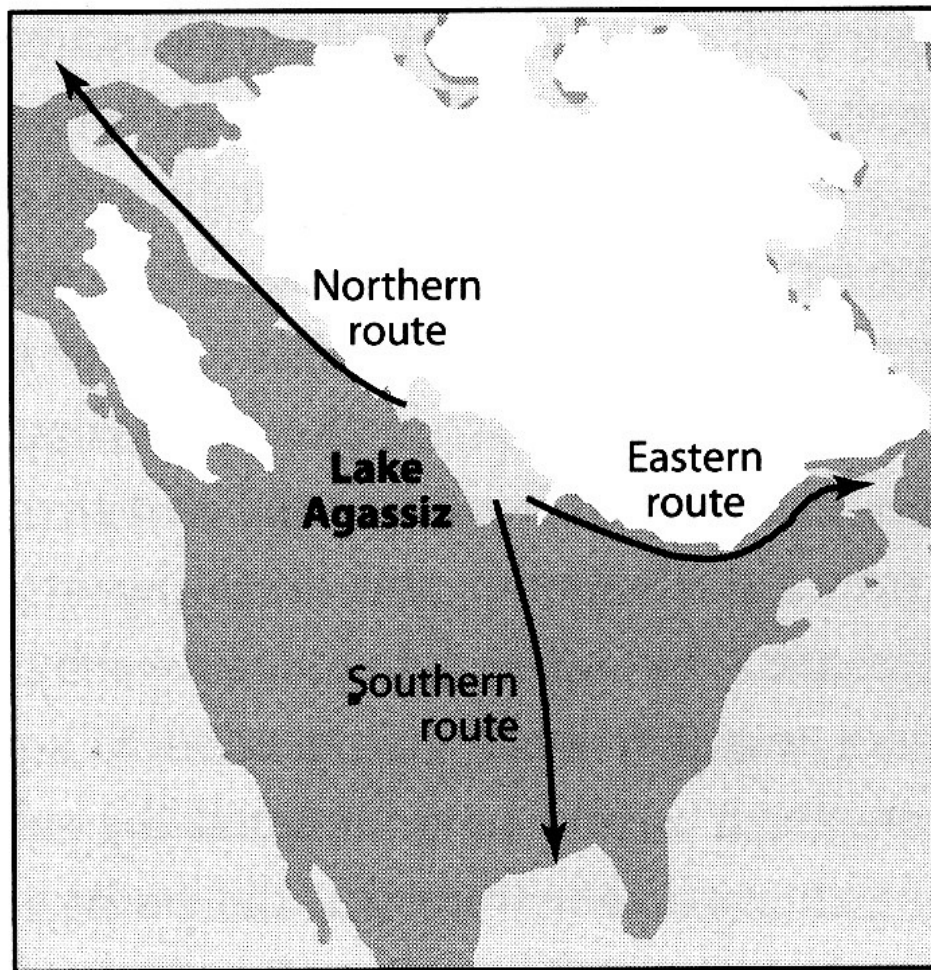 Northern
route
Eastern
route
Lake
Agassiz
Southern
route